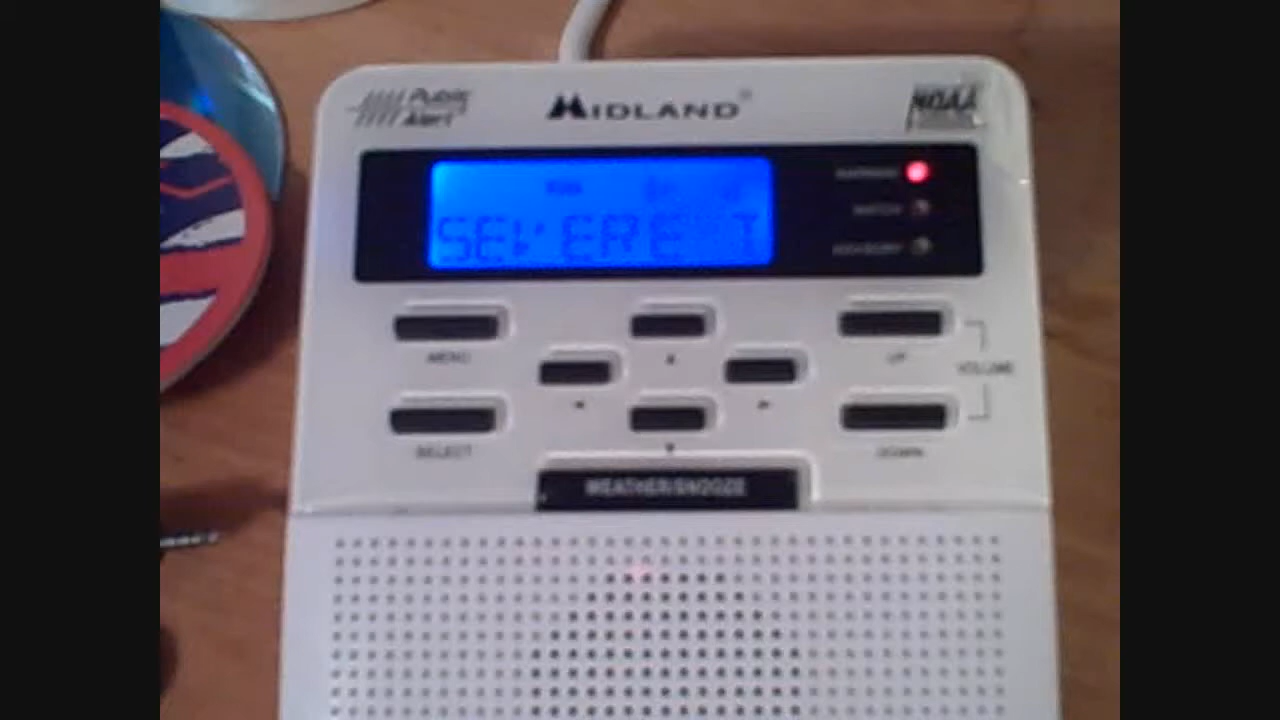 Public Alert
MIDLAND
NOAA
WARNING
WATCH
ADVISORY
SEVERE T
MENU
UP
VOLUME
SELECT
DOWN
WEATHER/SNOOZE